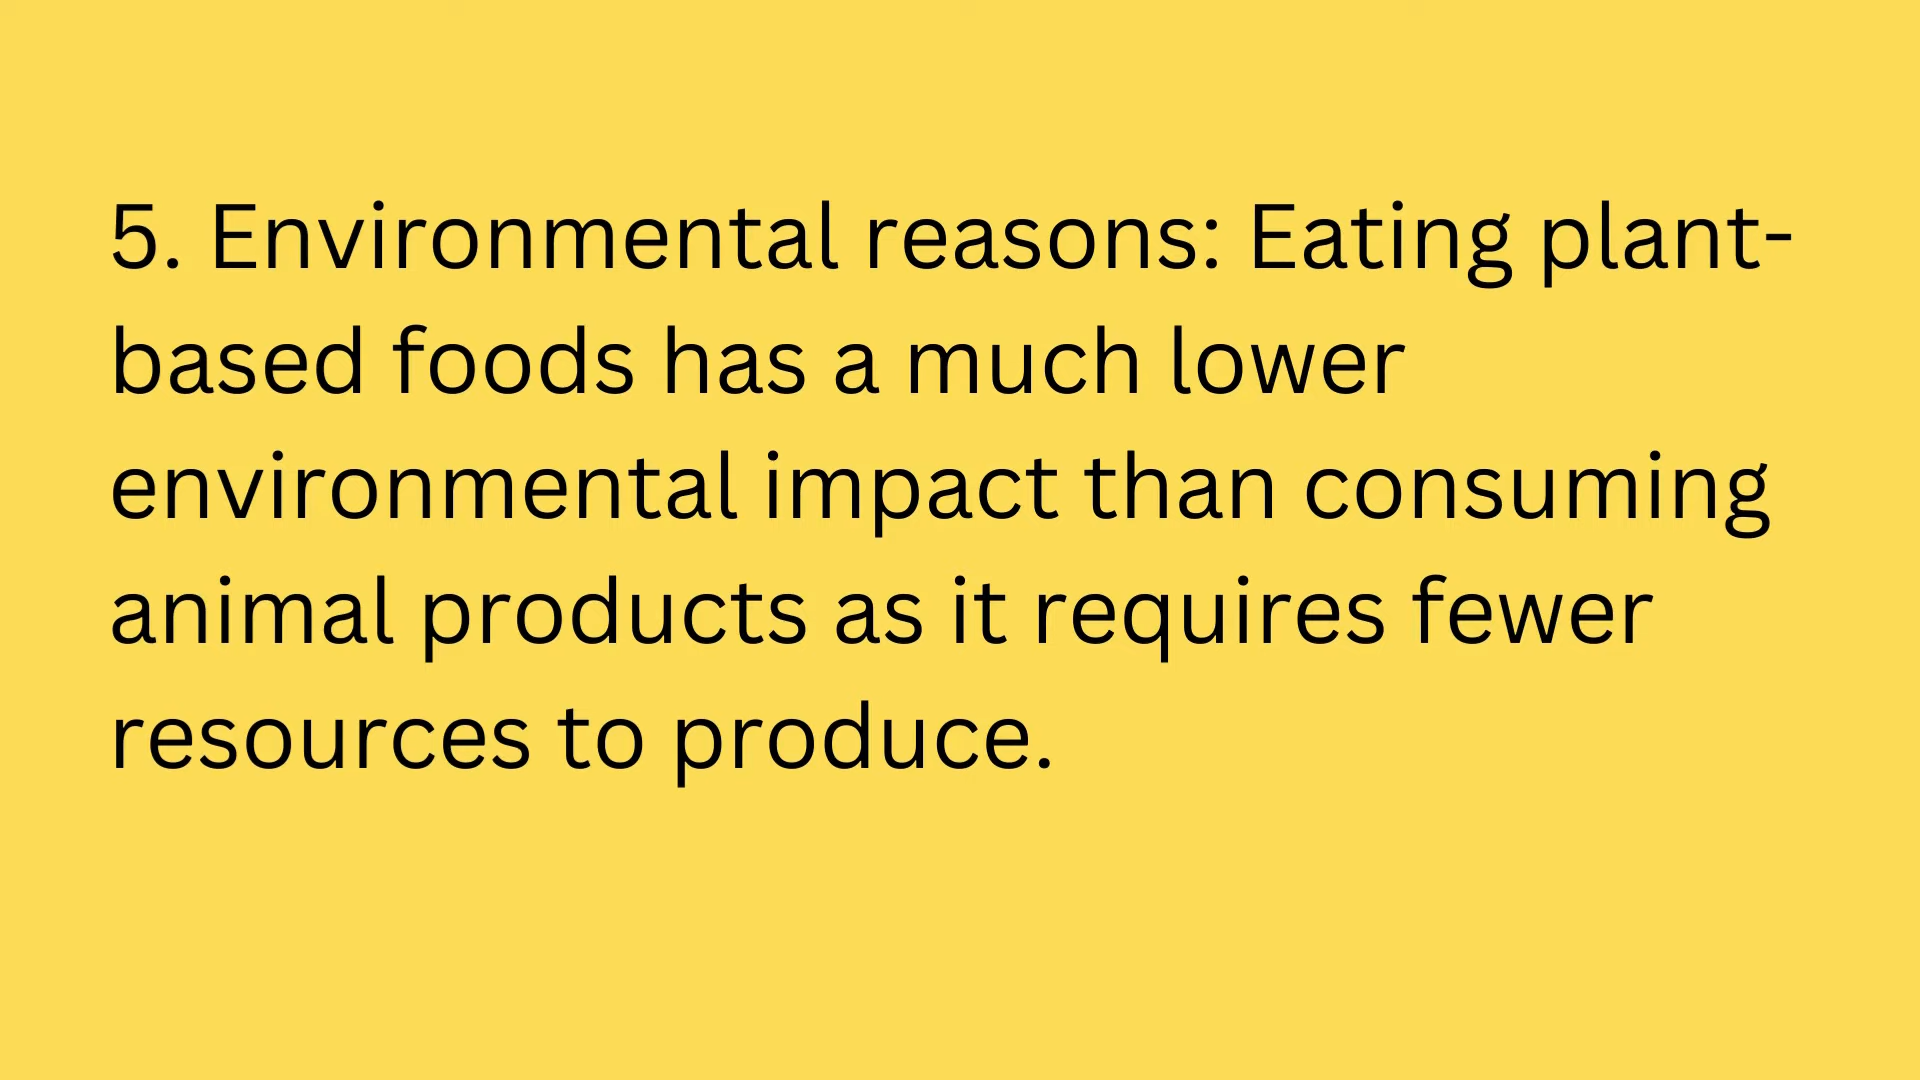 5. Environmental reasons: Eating plant-
based foods has a much lower
environmental impact than consuming
animal products as it requires fewer
resources to produce.